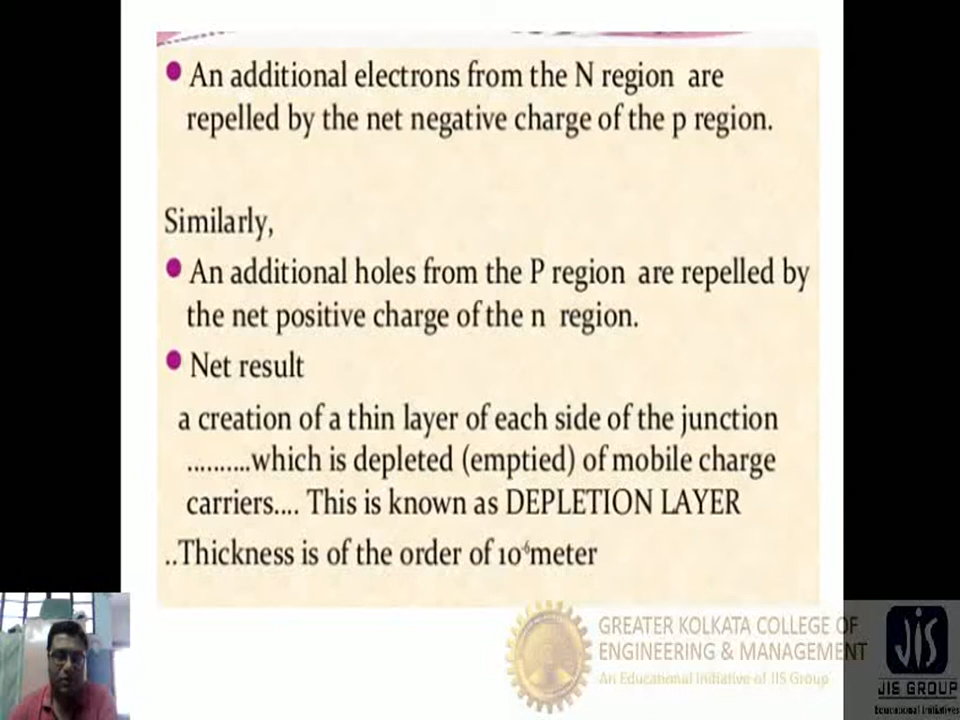 An additional electrons from the N region are
repelled by the net negative charge of the p region.
Similarly,
An additional holes from the P region are repelled by
the net positive charge of the n region.
Net result
a creation of a thin layer of each side of the junction
..........which is depleted (emptied) of mobile charge
carriers.... This is known as DEPLETION LAYER
..Thickness is of the order of 10⁻⁶meter
GREATER KOLKATA COLLEGE OF
ENGINEERING & MANAGEMENT
An Educational Initiative of JIS Group
JIS
JIS GROUP
Educational Initiatives